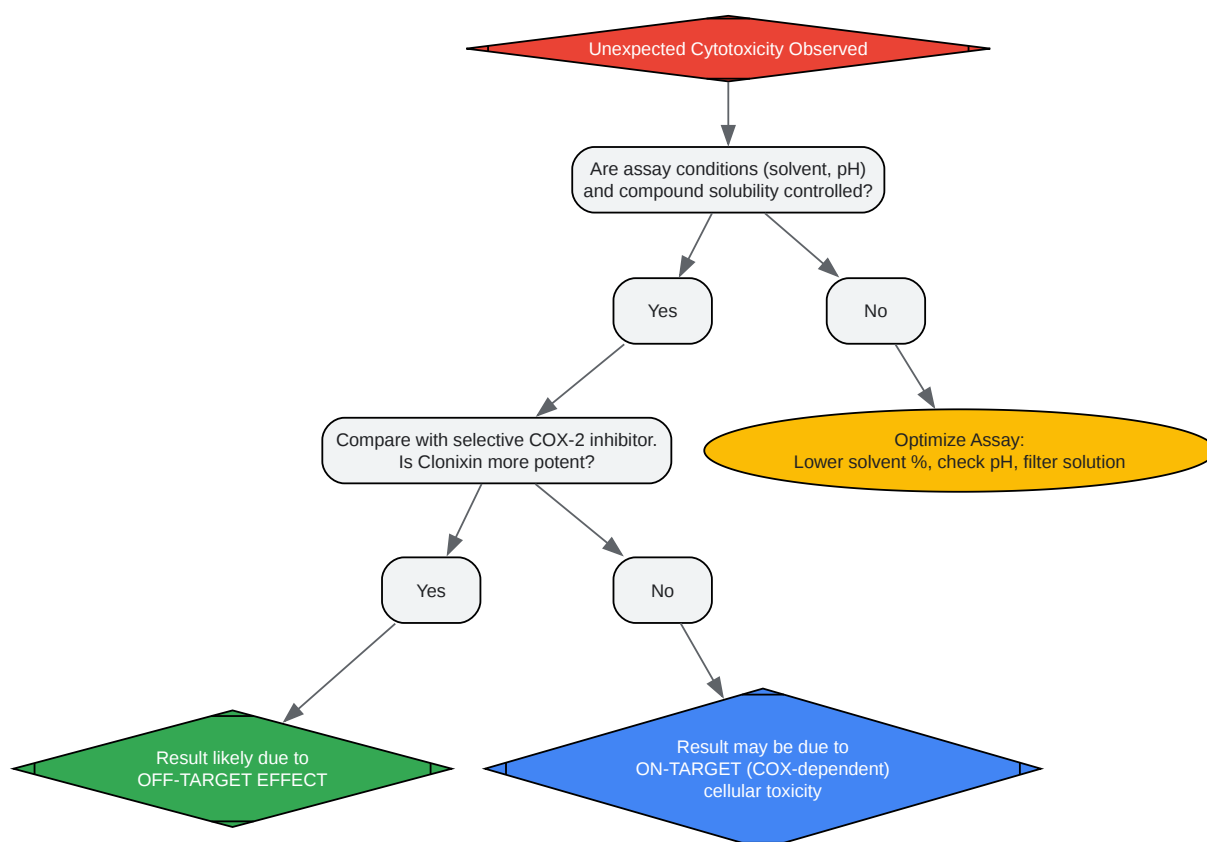 Unexpected Cytotoxicity Observed
Are assay conditions (solvent, pH)
and compound solubility controlled?
Yes
No
Compare with selective COX-2 inhibitor.
Is Clonixin more potent?
Optimize Assay:
Lower solvent %, check pH, filter solution
Yes
No
Result likely due to
OFF-TARGET EFFECT
Result may be due to
ON-TARGET (COX-dependent)
cellular toxicity